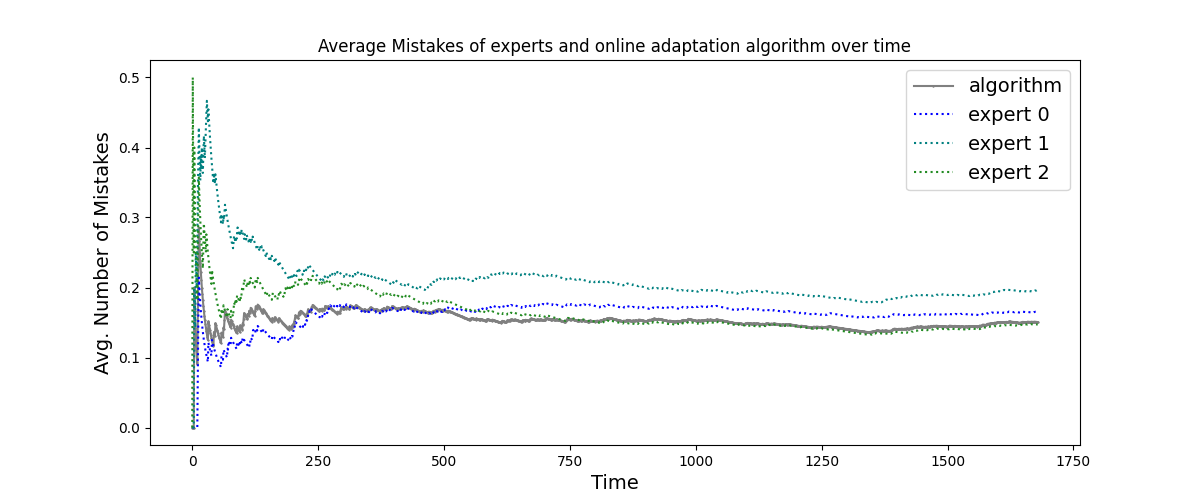 Average Mistakes of experts and online adaptation algorithm over time
Avg. Number of Mistakes
0.5
0.4
0.3
0.2
0.1
0.0
algorithm
expert 0
expert 1
expert 2
0 250 500 750 1000 1250 1500 1750
Time